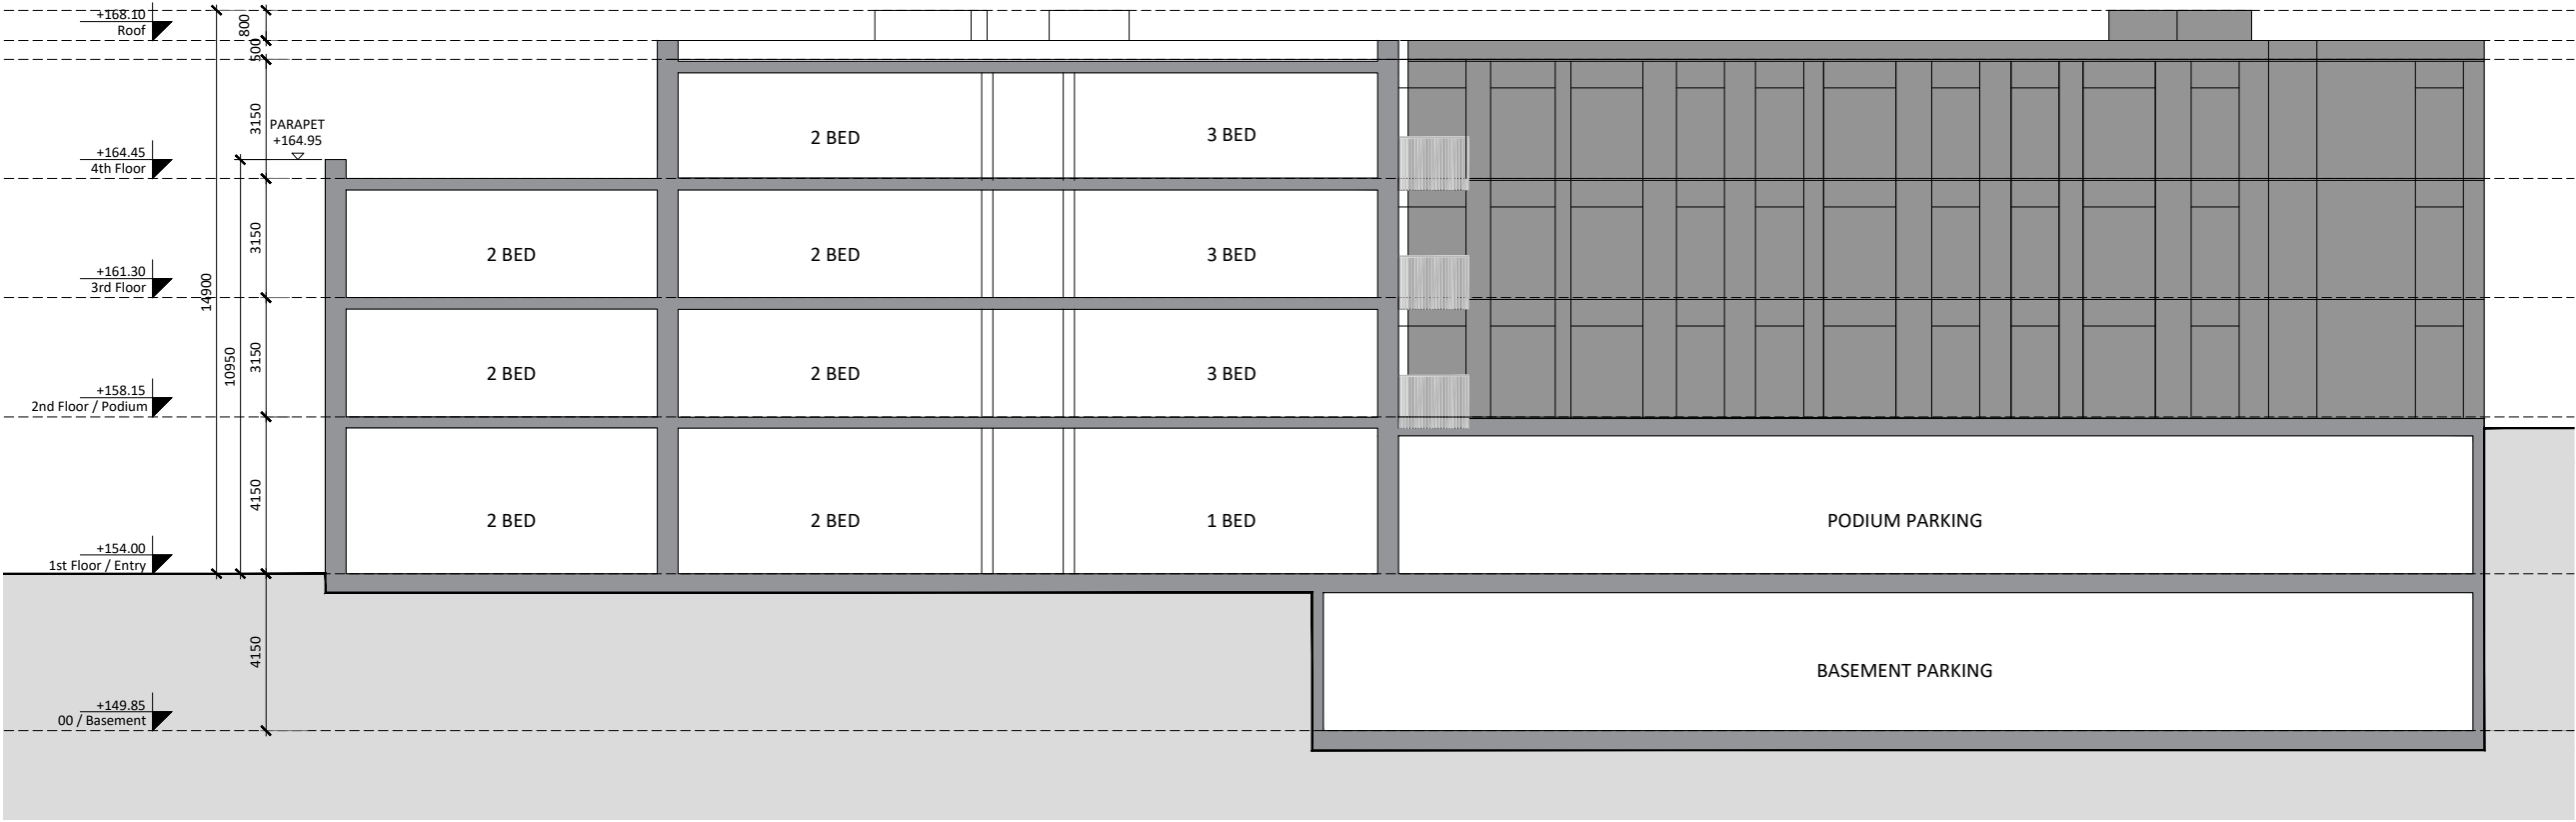 +168.10
Roof
800
500
3150
PARAPET
+164.95
2 BED
3 BED
+164.45
4th Floor
3150
2 BED
2 BED
3 BED
+161.30
3rd Floor
14900
10950
3150
2 BED
2 BED
3 BED
+158.15
2nd Floor / Podium
4150
2 BED
2 BED
1 BED
PODIUM PARKING
+154.00
1st Floor / Entry
4150
BASEMENT PARKING
+149.85
00 / Basement